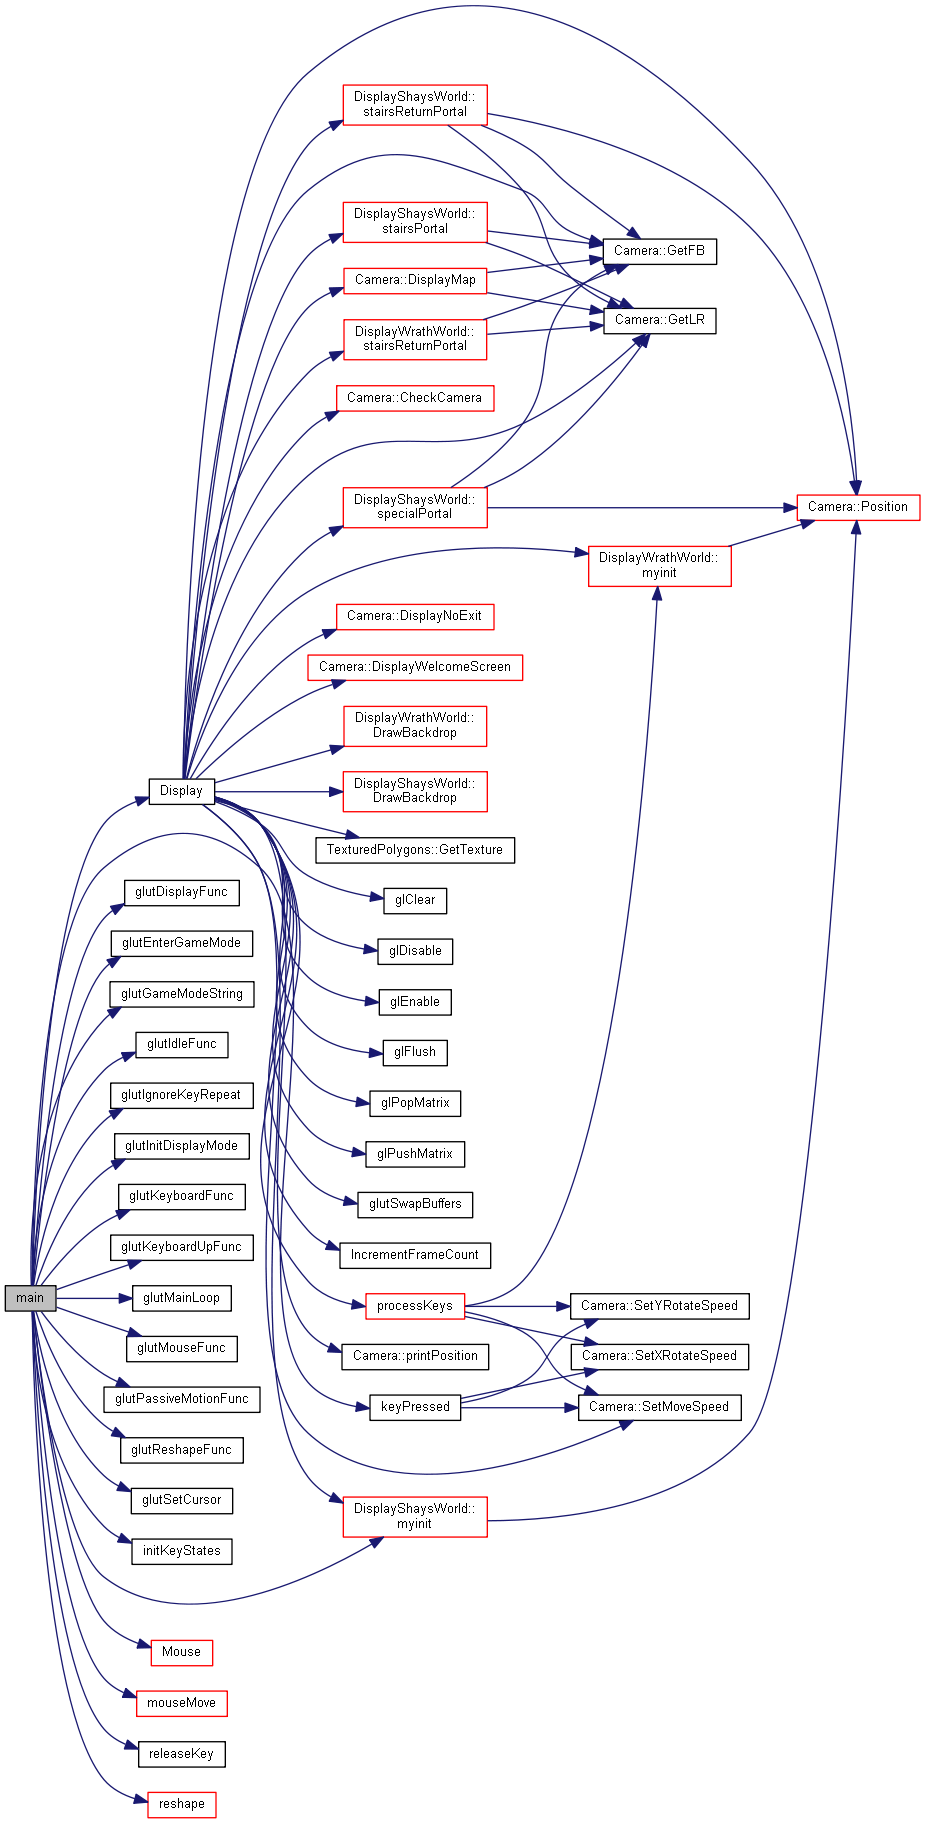 DisplayShaysWorld::
stairsReturnPortal
DisplayShaysWorld::
stairsPortal
Camera::GetFB
Camera::DisplayMap
Camera::GetLR
DisplayWrathWorld::
stairsReturnPortal
Camera::CheckCamera
DisplayShaysWorld::
specialPortal
Camera::Position
DisplayWrathWorld::
myinit
Camera::DisplayNoExit
Camera::DisplayWelcomeScreen
DisplayWrathWorld::
DrawBackdrop
Display
DisplayShaysWorld::
DrawBackdrop
TexturedPolygons::GetTexture
glutDisplayFunc
glClear
glutEnterGameMode
glDisable
glutGameModeString
glEnable
glutIdleFunc
glFlush
glutIgnoreKeyRepeat
glPopMatrix
glutInitDisplayMode
glPushMatrix
glutKeyboardFunc
glutSwapBuffers
glutKeyboardUpFunc
IncrementFrameCount
main
glutMainLoop
processKeys
Camera::SetYRotateSpeed
glutMouseFunc
Camera::printPosition
Camera::SetXRotateSpeed
glutPassiveMotionFunc
keyPressed
Camera::SetMoveSpeed
glutReshapeFunc
glutSetCursor
DisplayShaysWorld::
myinit
initKeyStates
Mouse
mouseMove
releaseKey
reshape